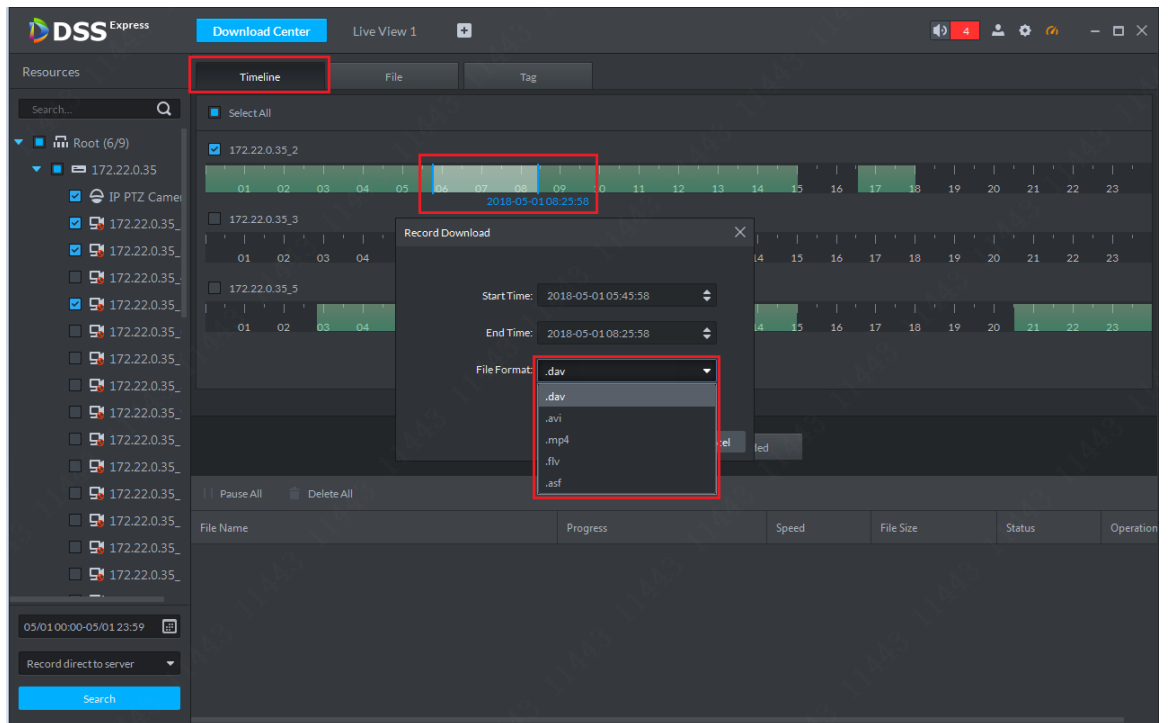 DSS Express
Download Center
Live View 1
4
Resources
Timeline
File
Tag
Search...
Select All
Root (6/9)
172.22.0.35_2
172.22.0.35
01 02 03 04 05 06 07 08 09 10 11 12 13 14 15 16 17 18 19 20 21 22 23
IP PTZ Came
2018-05-01 08:25:58
172.22.0.35_
172.22.0.35_3
172.22.0.35_
Record Download
01 02 03 04 14 15 16 17 18 19 20 21 22 23
172.22.0.35_
172.22.0.35_5
Start Time: 2018-05-01 05:45:58
172.22.0.35_
01 02 03 04 14 15 16 17 18 19 20 21 22 23
172.22.0.35_
End Time: 2018-05-01 08:25:58
172.22.0.35_
File Format: .dav
172.22.0.35_
.dav
172.22.0.35_
.avi
172.22.0.35_
.mp4
.flv
172.22.0.35_
.asf
172.22.0.35_
Pause All
Delete All
172.22.0.35_
File Name
Progress
Speed
File Size
Status
Operation
172.22.0.35_
172.22.0.35_
05/01 00:00-05/01 23:59
Record direct to server
Search
11443 11443